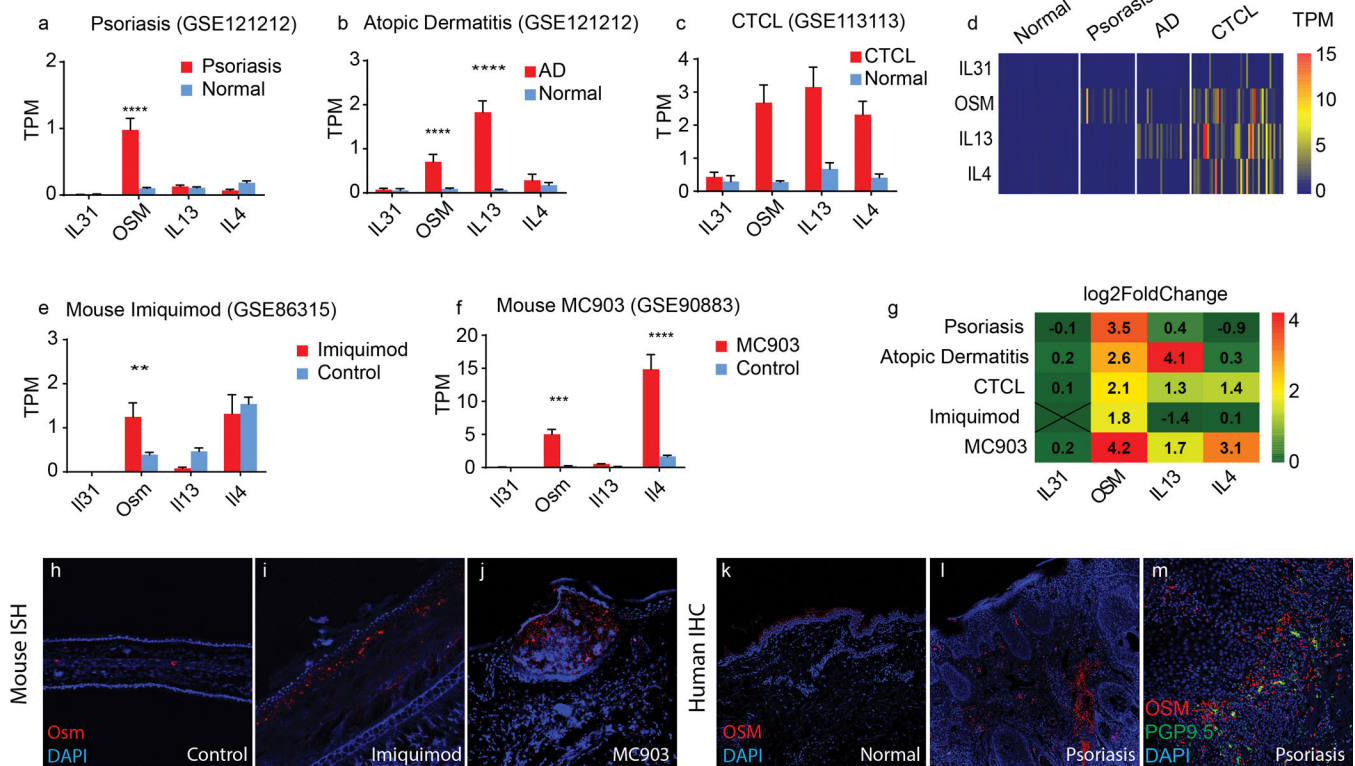 a Psoriasis (GSE121212)
TPM
2
1
0
Psoriasis
Normal
****
IL31 OSM IL13 IL4
b Atopic Dermatitis (GSE121212)
TPM
3
2
1
0
AD
Normal
**** ****
IL31 OSM IL13 IL4
c CTCL (GSE113113)
T PM
4
3
2
1
0
CTCL
Normal
IL31 OSM IL13 IL4
d Normal Psorasis AD CTCL TPM
IL31
OSM
IL13
IL4
15
10
5
0
e Mouse Imiquimod (GSE86315)
TPM
3
2
1
0
Imiquimod
Control
**
Il31 Osm Il13 Il4
f Mouse MC903 (GSE90883)
TPM
20
15
10
5
0
MC903
Control
*** ****
Il31 Osm Il13 Il4
g log2FoldChange
Psoriasis -0.1 3.5 0.4 -0.9
Atopic Dermatitis 0.2 2.6 4.1 0.3
CTCL 0.1 2.1 1.3 1.4
Imiquimod 1.8 -1.4 0.1
MC903 0.2 4.2 1.7 3.1
IL31 OSM IL13 IL4
4
2
0
Mouse ISH
h
Osm
DAPI
Control
i
Imiquimod
j
MC903
Human IHC
k
OSM
DAPI
Normal
l
Psoriasis
m
OSM
PGP9.5
DAPI
Psoriasis